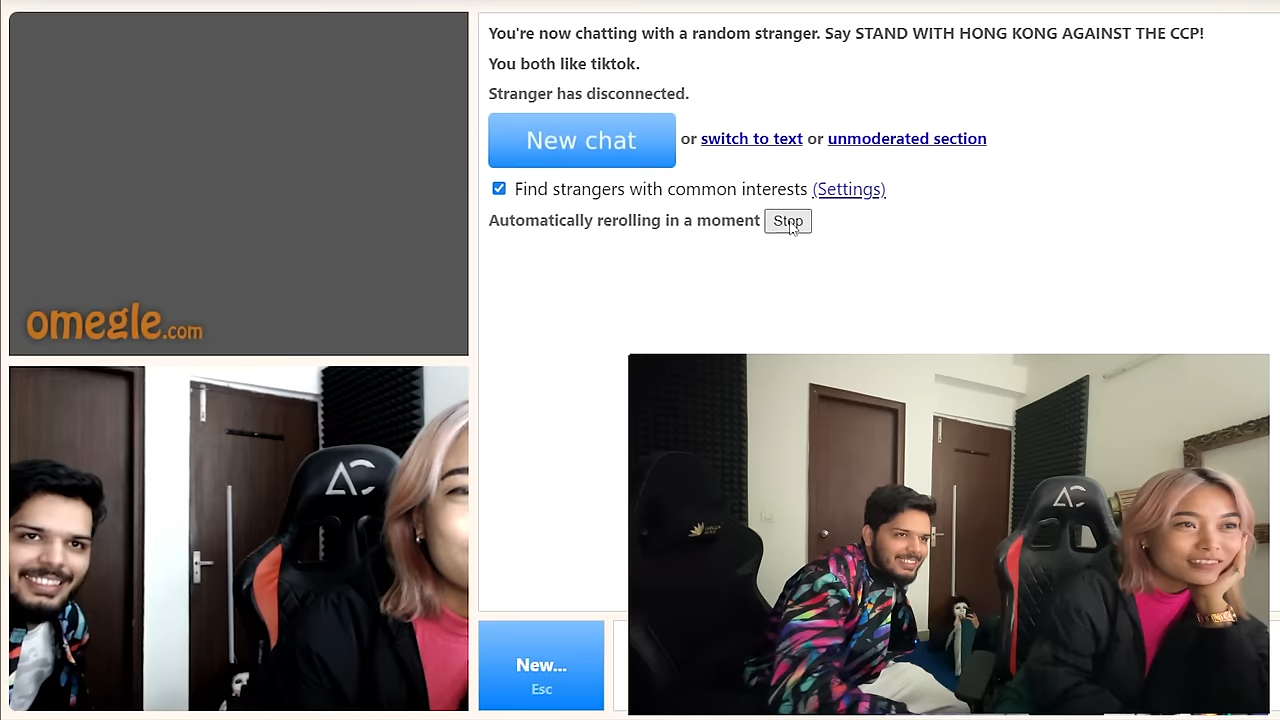 You're now chatting with a random stranger. Say STAND WITH HONG KONG AGAINST THE CCP!
You both like tiktok.
Stranger has disconnected.
New chat or switch to text or unmoderated section
Find strangers with common interests (Settings)
Automatically rerolling in a moment Stop
omegle.com
AC
AC
New...
Esc